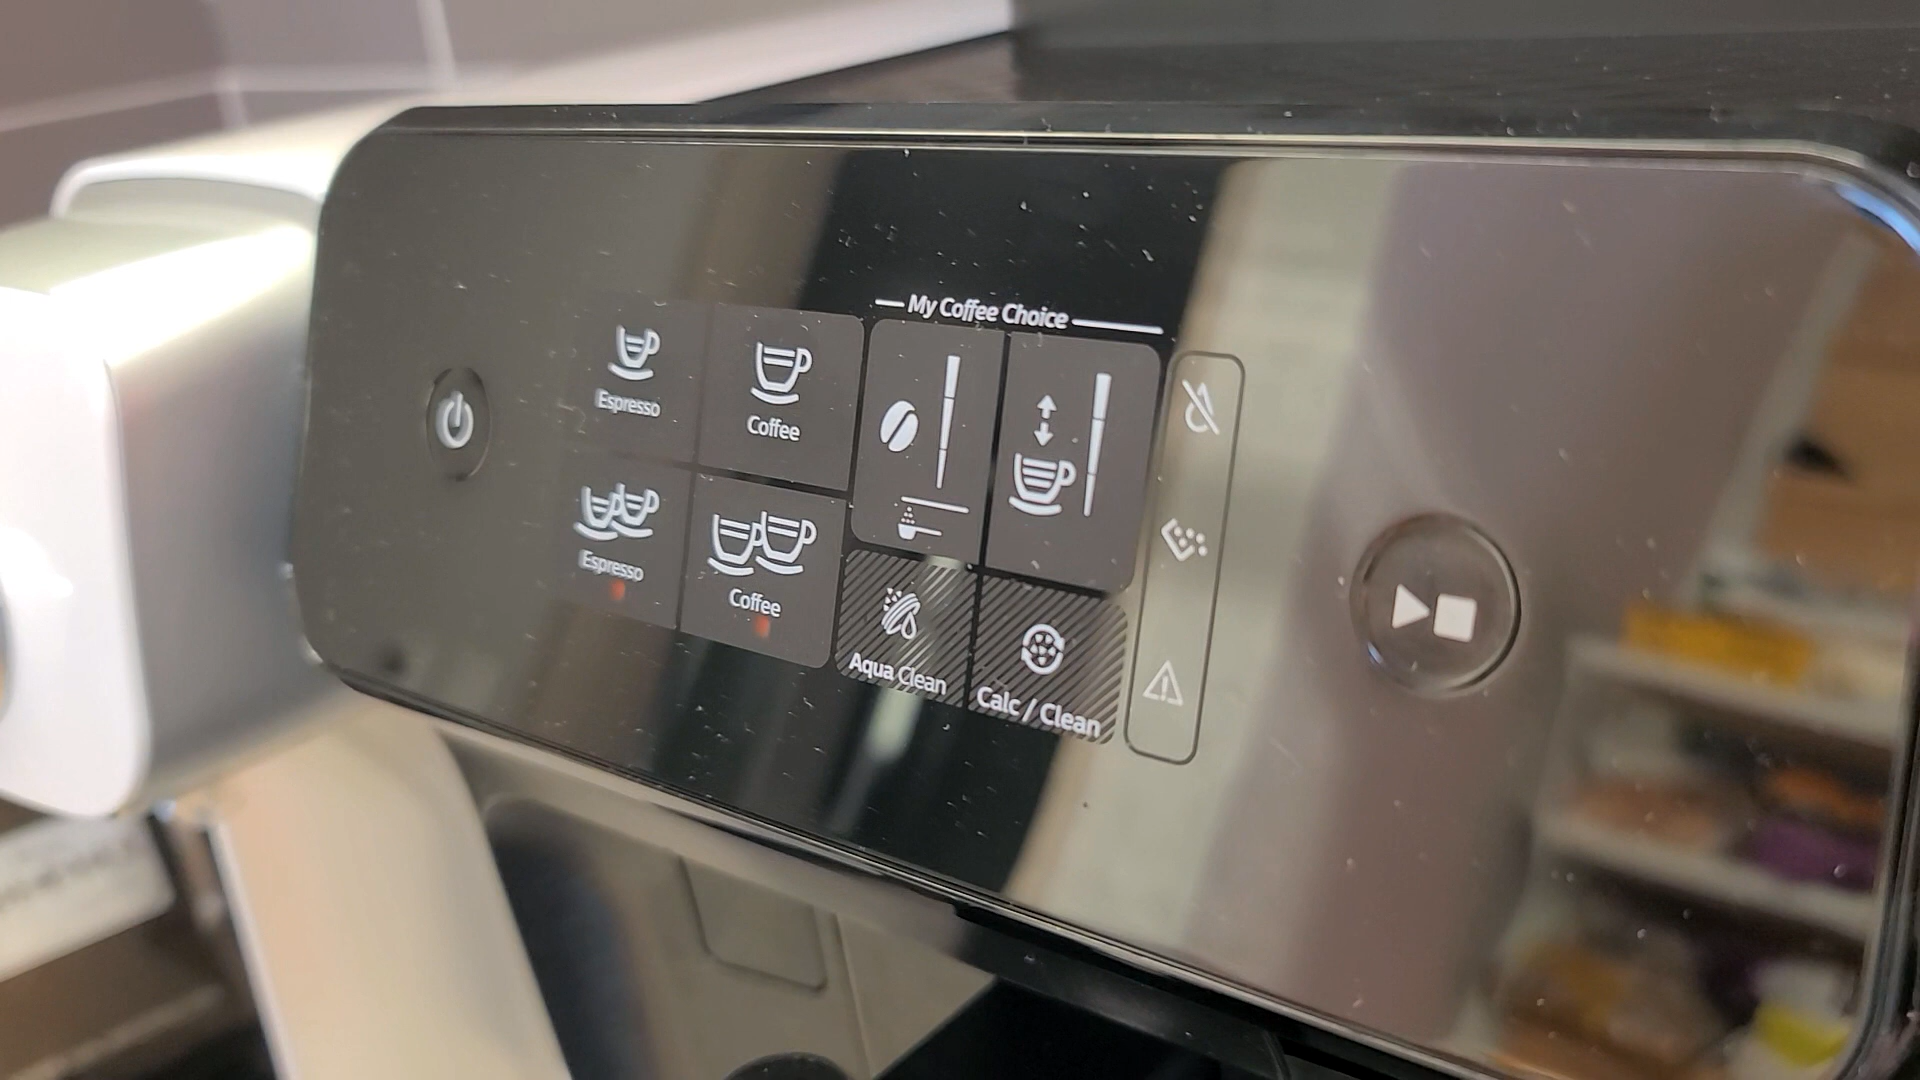 My Coffee Choice
Espresso
Coffee
Espresso
Coffee
Aqua Clean
Calc / Clean